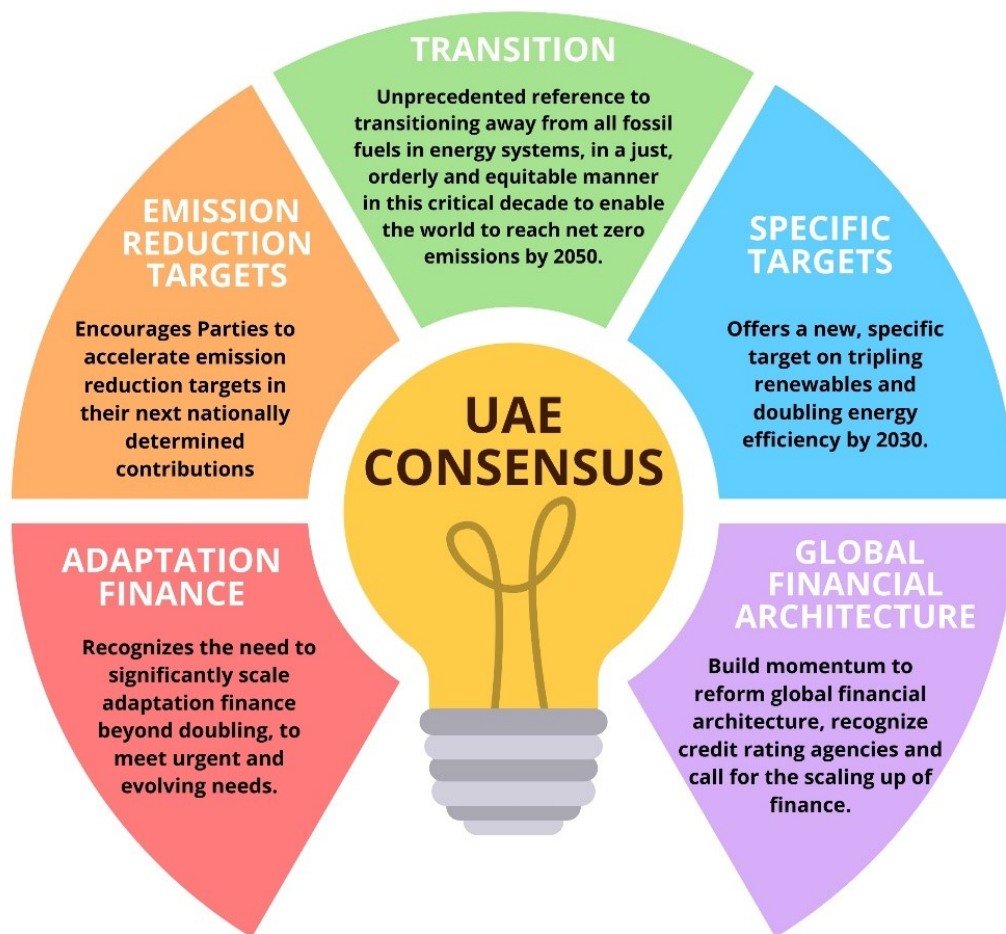 TRANSITION
Unprecedented reference to
transitioning away from all fossil
fuels in energy systems, in a just,
orderly and equitable manner
in this critical decade to enable
the world to reach net zero
emissions by 2050.
EMISSION
REDUCTION
TARGETS
Encourages Parties to
accelerate emission
reduction targets in
their next nationally
determined
contributions
SPECIFIC
TARGETS
Offers a new, specific
target on tripling
renewables and
doubling energy
efficiency by 2030.
UAE
CONSENSUS
ADAPTATION
FINANCE
Recognizes the need to
significantly scale
adaptation finance
beyond doubling, to
meet urgent and
evolving needs.
GLOBAL
FINANCIAL
ARCHITECTURE
Build momentum to
reform global financial
architecture, recognize
credit rating agencies and
call for the scaling up of
finance.